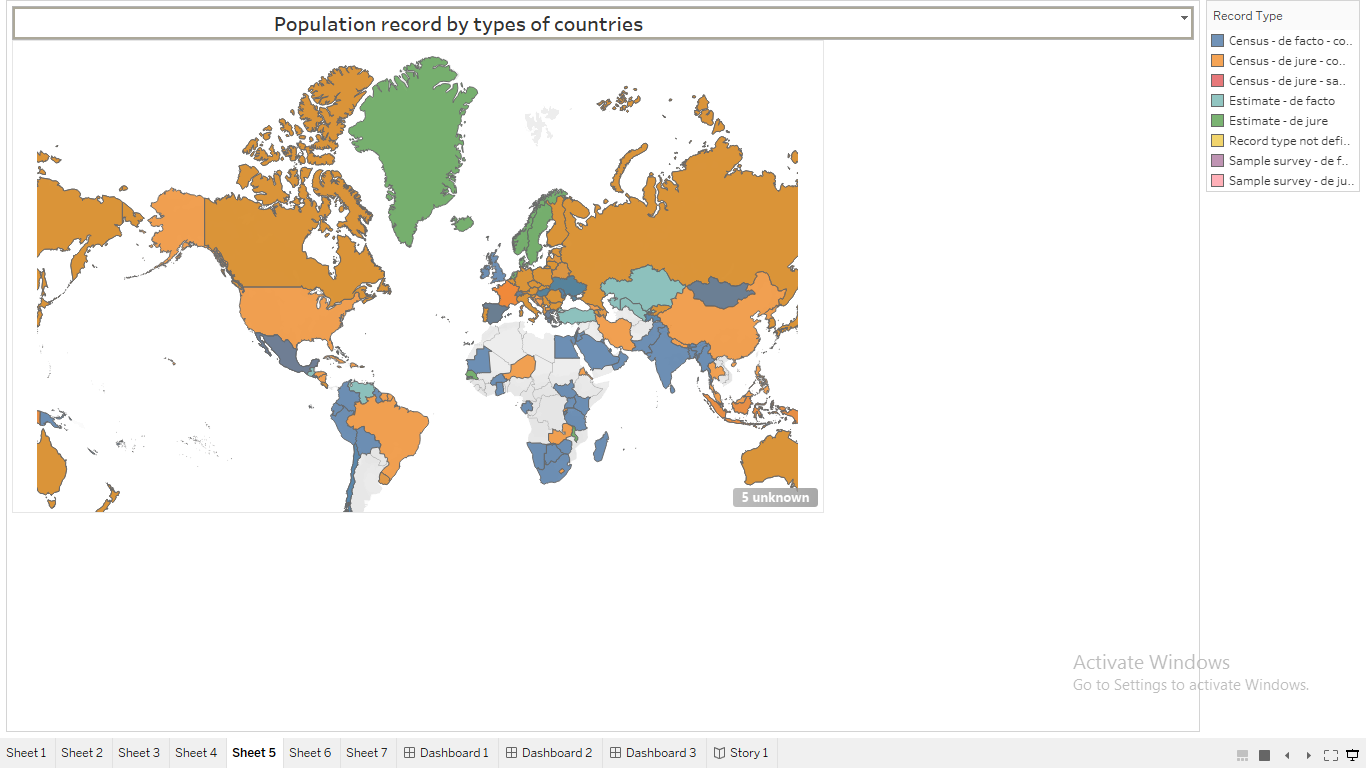 Population record by types of countries
Record Type
Census - de facto - co..
Census - de jure - co..
Census - de jure - sa..
Estimate - de facto
Estimate - de jure
Record type not defi..
Sample survey - de f..
Sample survey - de ju..
5 unknown
Activate Windows
Go to Settings to activate Windows.
Sheet 1 Sheet 2 Sheet 3 Sheet 4 Sheet 5 Sheet 6 Sheet 7 Dashboard 1 Dashboard 2 Dashboard 3 Story 1